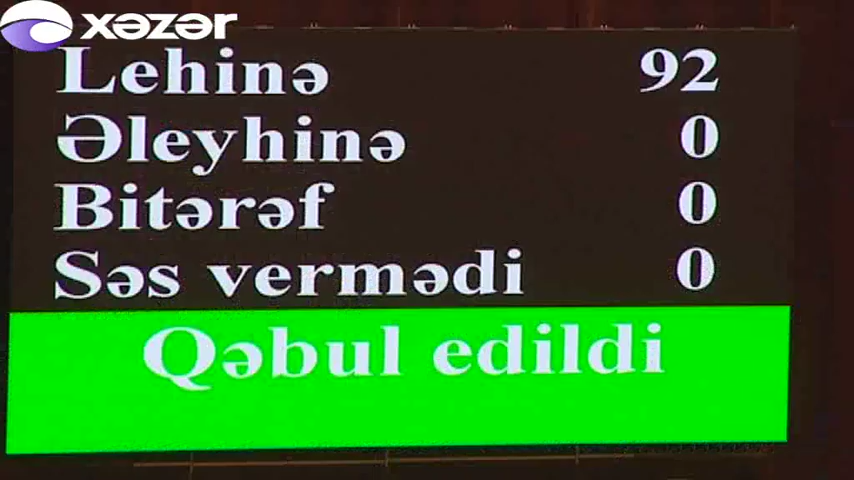 xəzər
Lehinə 92
Əleyhinə 0
Bitərəf 0
Səs vermədi 0
Qəbul edildi